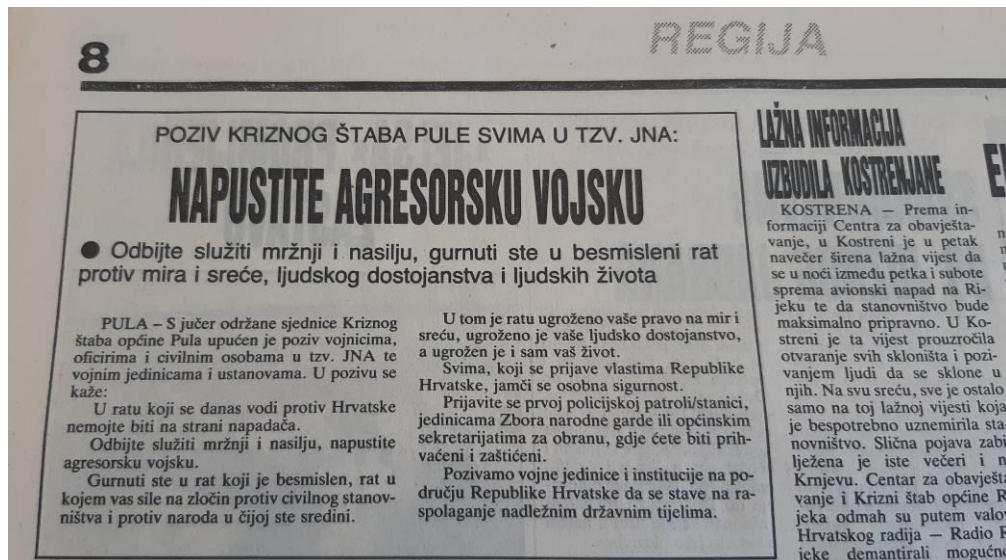 8
REGIJA
POZIV KRIZNOG ŠTABA PULE SVIMA U TZV. JNA:
NAPUSTITE AGRESORSKU VOJSKU
● Odbijte služiti mržnji i nasilju, gurnuti ste u besmisleni rat
protiv mira i sreće, ljudskog dostojanstva i ljudskih života
PULA – S jučer održane sjednice Kriznog
štaba općine Pula upućen je poziv vojnicima,
oficirima i civilnim osobama u tzv. JNA te
vojnim jedinicama i ustanovama. U pozivu se
kaže:
U ratu koji se danas vodi protiv Hrvatske
nemojte biti na strani napadača.
Odbijte služiti mržnji i nasilju, napustite
agresorsku vojsku.
Gurnuti ste u rat koji je besmislen, rat u
kojem vas sile na zločin protiv civilnog stanov-
ništva i protiv naroda u čijoj ste sredini.
U tom je ratu ugroženo vaše pravo na mir i
sreću, ugroženo je vaše ljudsko dostojanstvo,
a ugrožen je i sam vaš život.
Svima, koji se prijave vlastima Republike
Hrvatske, jamči se osobna sigurnost.
Prijavite se prvoj policijskoj patroli/stanici,
jedinicama Zbora narodne garde ili općinskim
sekretarijatima za obranu, gdje ćete biti prih-
vaćeni i zaštićeni.
Pozivamo vojne jedinice i institucije na po-
dručju Republike Hrvatske da se stave na ra-
spolaganje nadležnim državnim tijelima.
LAŽNA INFORMACIJA
UZBUDILA KOSTRENJANE
KOSTRENA – Prema in-
formaciji Centra za obavješta-
vanje, u Kostreni je u petak
navečer širena lažna vijest da
se u noći između petka i subote
sprema avionski napad na Ri-
jeku te da stanovništvo bude
maksimalno pripravno. U Ko-
streni je ta vijest prouzročila
otvaranje svih skloništa i pozi-
vanjem ljudi da se sklone u
njih. Na svu sreću, sve je ostalo
samo na toj lažnoj vijesti koja
je bespotrebno uznemirila sta-
novništvo. Slična pojava zabi-
lježena je iste večeri i n
Krnjevu. Centar za obavješta
vanje i Krizni štab općine R
jeka odmah su putem valov
Hrvatskog radija – Radio R
jeke demantirali mogućn